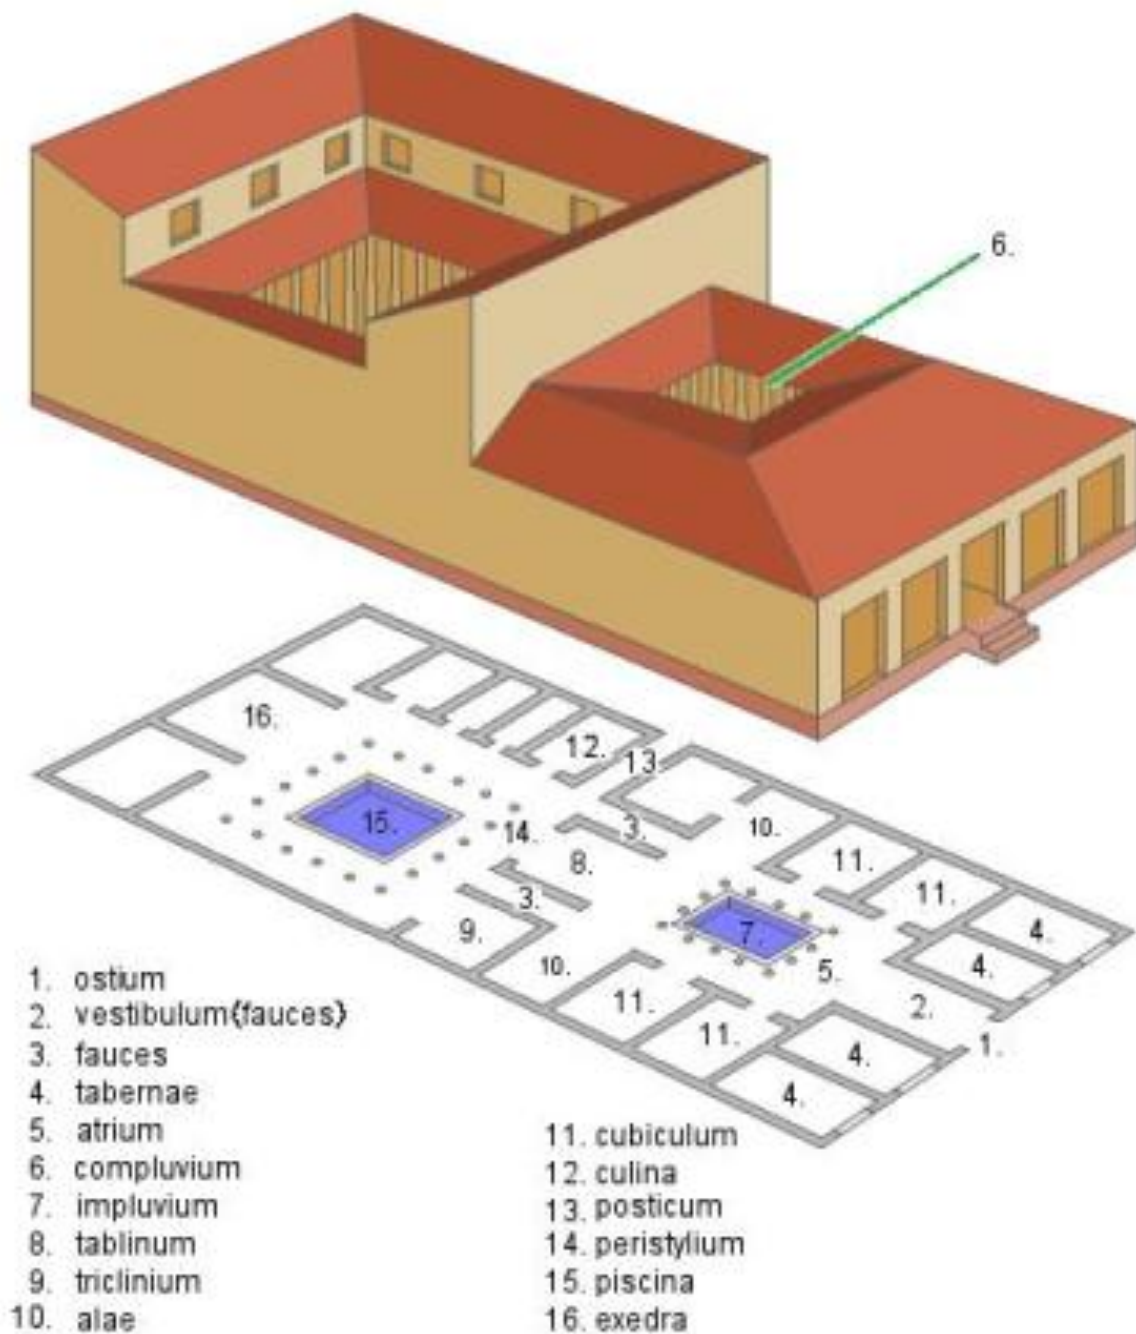 6.
16.
12.
13
15.
14.
3.
10.
8.
11.
3.
11.
9.
7.
4.
10.
5.
4.
11.
2.
11.
4.
1.
4.
1. ostium
2. vestibulum(fauces)
3. fauces
4. tabernae
5. atrium
6. compluvium
7. impluvium
8. tablinum
9. triclinium
10. alae
11. cubiculum
12. culina
13. posticum
14. peristylium
15. piscina
16. exedra